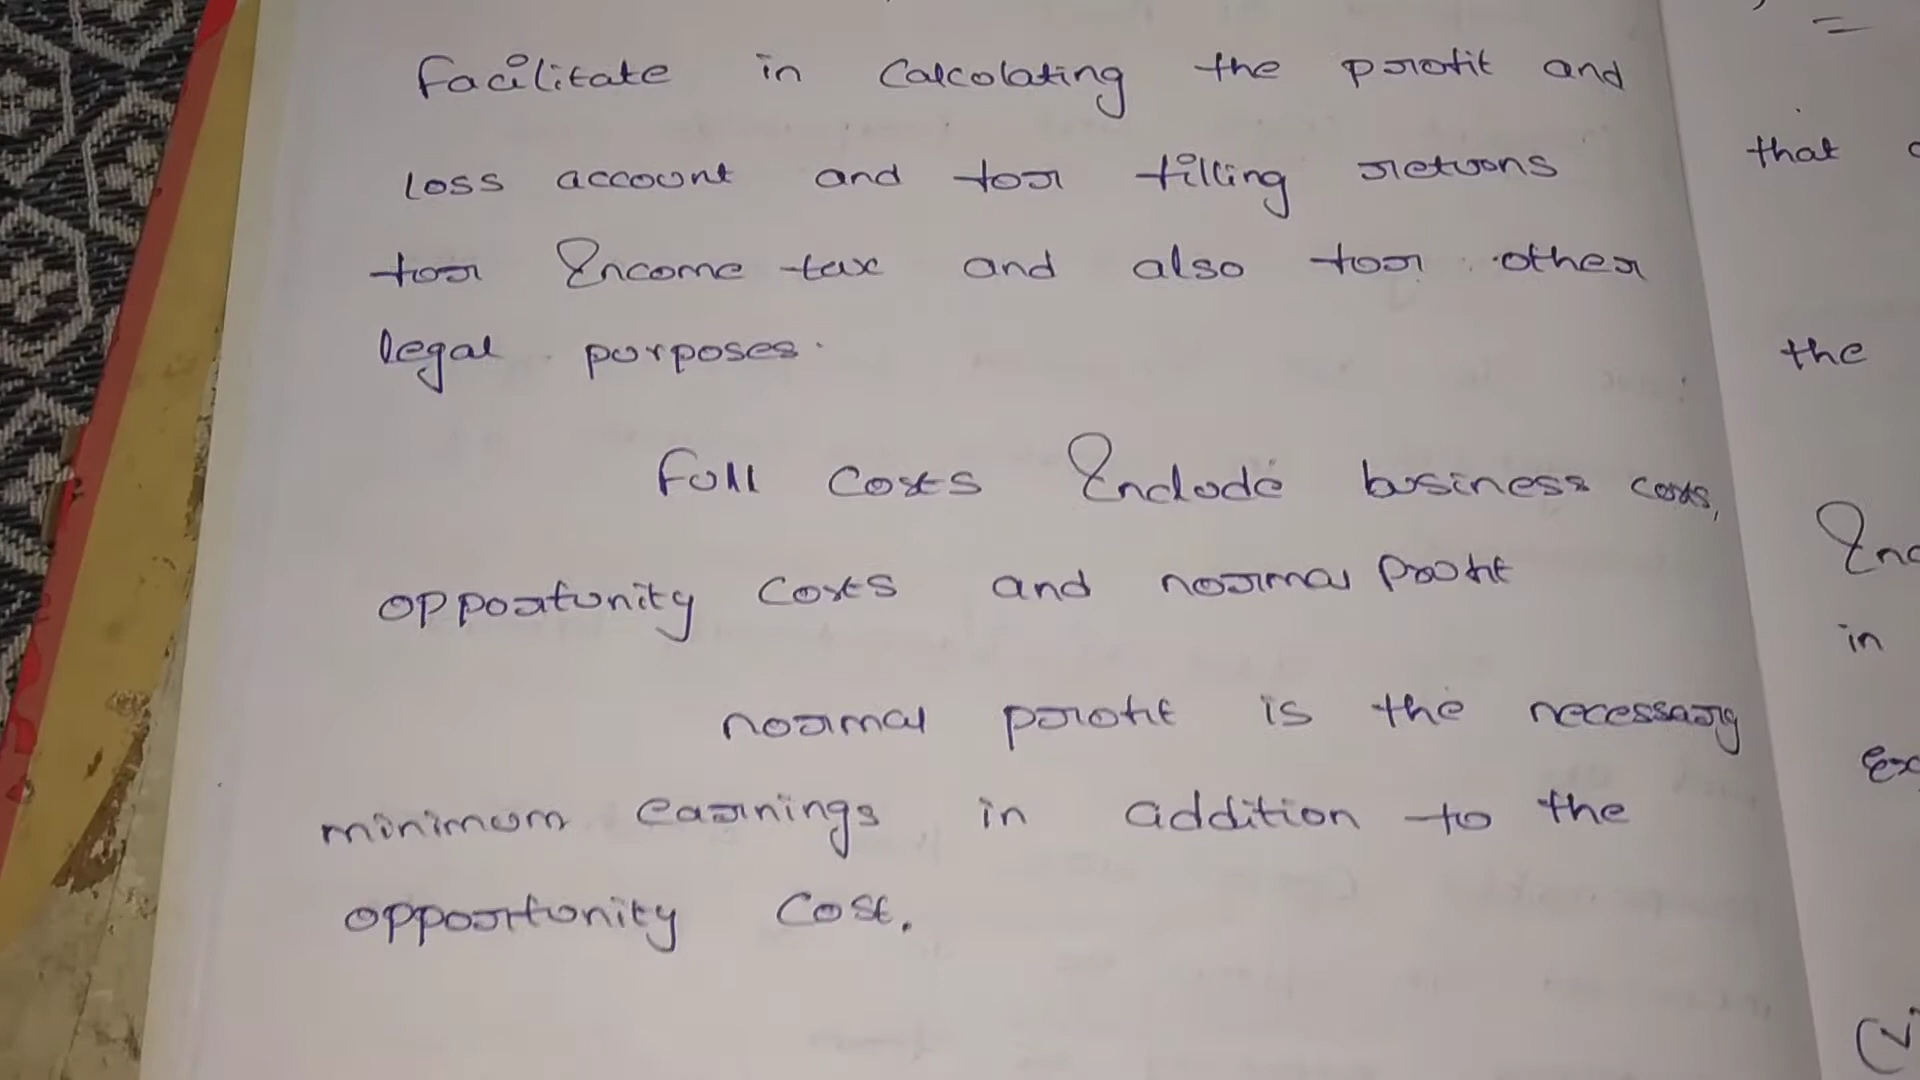 facilitate in calculating the profit and
loss account and for filling returns
for Income tax and also for other
legal purposes.
full costs Include business costs,
opportunity costs and normal profit
normal profit is the necessary
minimum earnings in addition to the
opportunity cost.
that
the
in